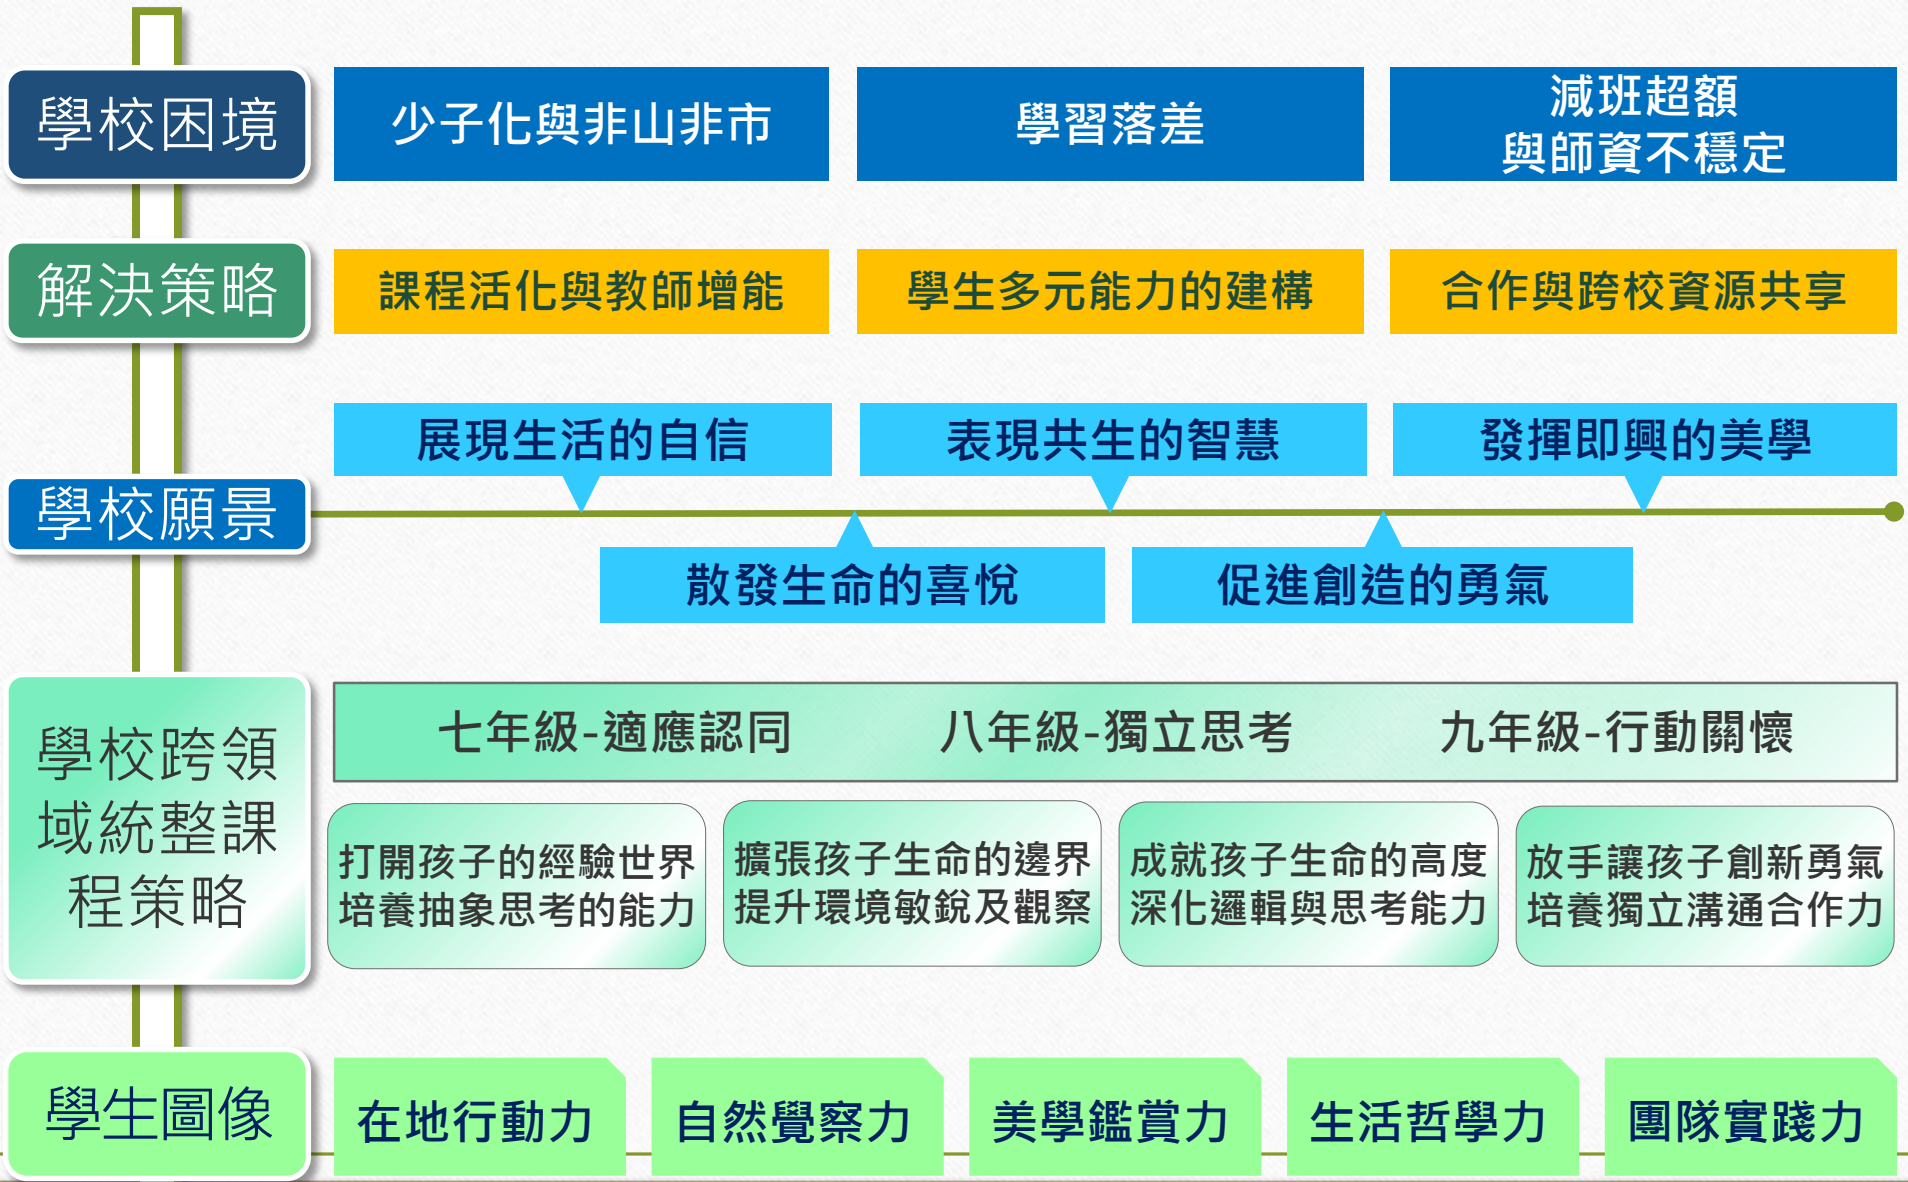 學校困境
少子化與非山非市
學習落差
減班超額
與師資不穩定
解決策略
課程活化與教師增能
學生多元能力的建構
合作與跨校資源共享
學校願景
展現生活的自信
表現共生的智慧
發揮即興的美學
散發生命的喜悅
促進創造的勇氣
學校跨領
域統整課
程策略
七年級-適應認同
八年級-獨立思考
九年級-行動關懷
打開孩子的經驗世界
培養抽象思考的能力
擴張孩子生命的邊界
提升環境敏銳及觀察
成就孩子生命的高度
深化邏輯與思考能力
放手讓孩子創新勇氣
培養獨立溝通合作力
學生圖像
在地行動力
自然覺察力
美學鑑賞力
生活哲學力
團隊實踐力